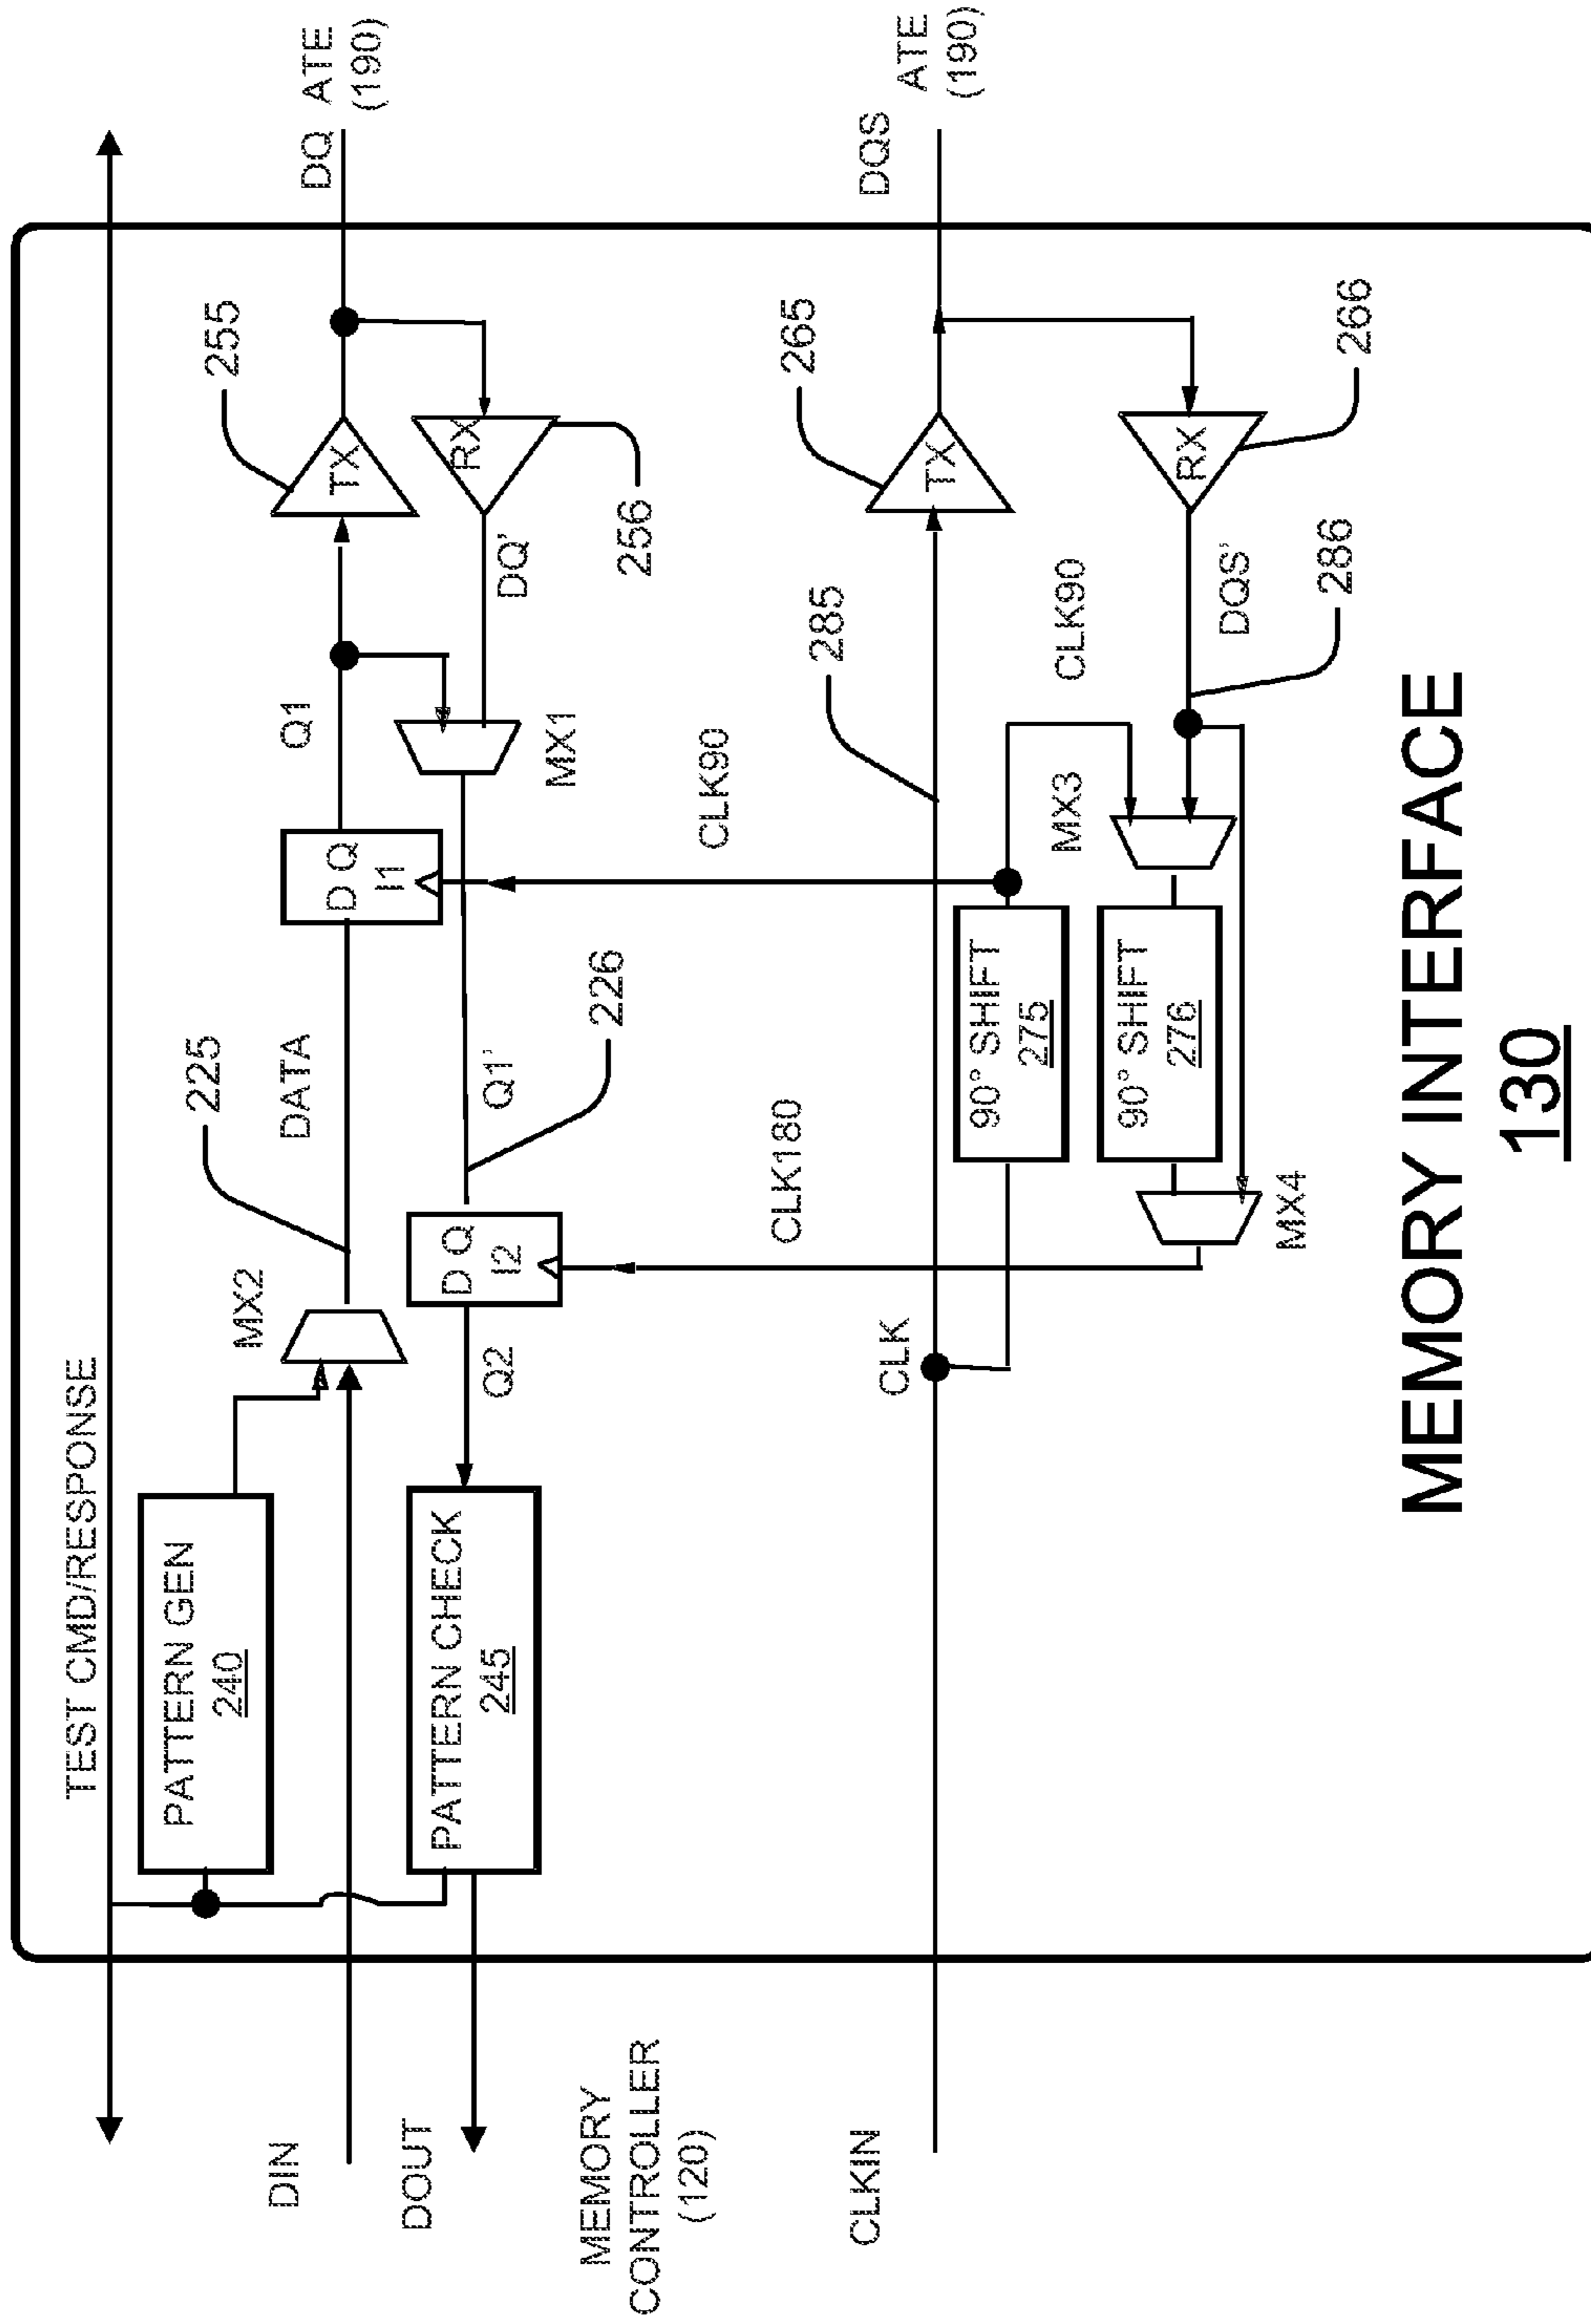 TEST CMD/RESPONSE
PATTERN GEN
240
MX2
225
DATA
Q1
255
TX
DQ ATE
(190)
DIN
D Q
I1
RX
DQ'
256
MX1
PATTERN CHECK
245
Q2
D Q
I2
Q1'
226
DOUT
MEMORY
CONTROLLER
(120)
CLK180
CLK90
285
265
TX
DQS ATE
(190)
CLKIN
CLK
90° SHIFT
275
MX3
CLK90
RX
266
90° SHIFT
276
DQS'
286
MX4
MEMORY INTERFACE
130